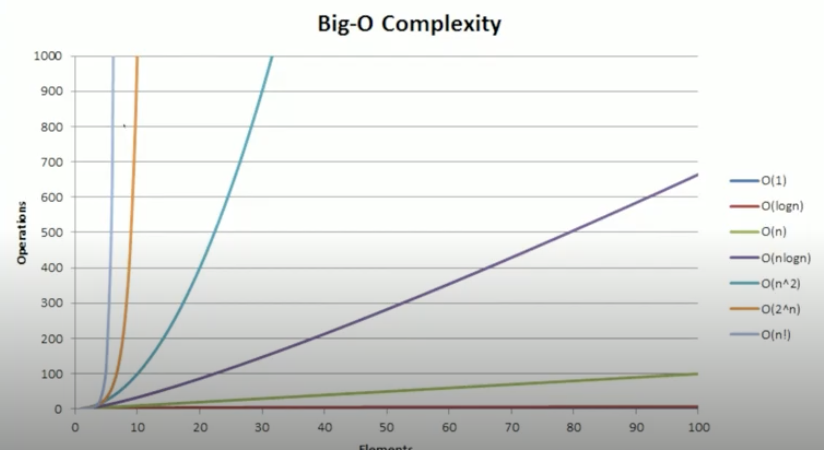 Big-O Complexity
1000
900
800
700
600
500
400
300
200
100
0
Operations
0 10 20 30 40 50 60 70 80 90 100
Elements
O(1)
O(logn)
O(n)
O(nlogn)
O(n^2)
O(2^n)
O(n!)